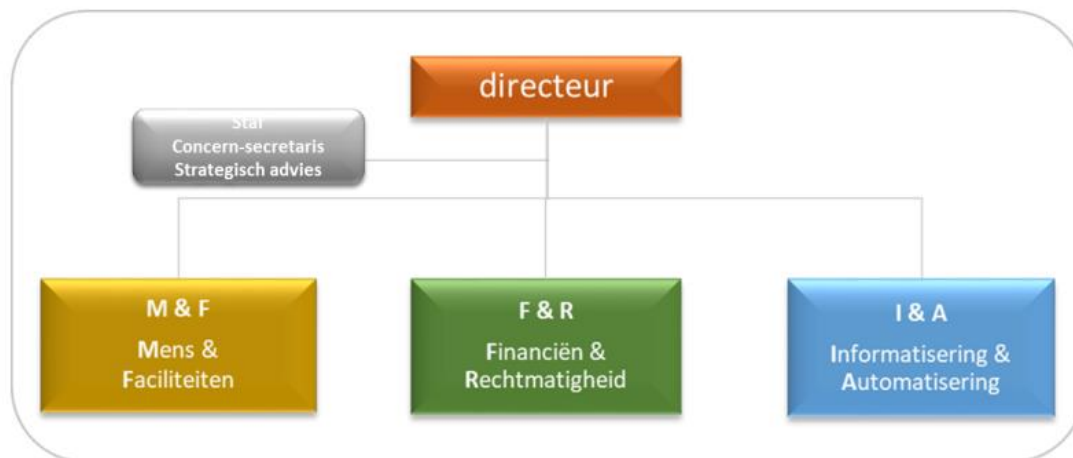 directeur
Staf
Concern-secretaris
Strategisch advies
M & F
Mens &
Faciliteiten
F & R
Financiën &
Rechtmatigheid
I & A
Informatisering &
Automatisering